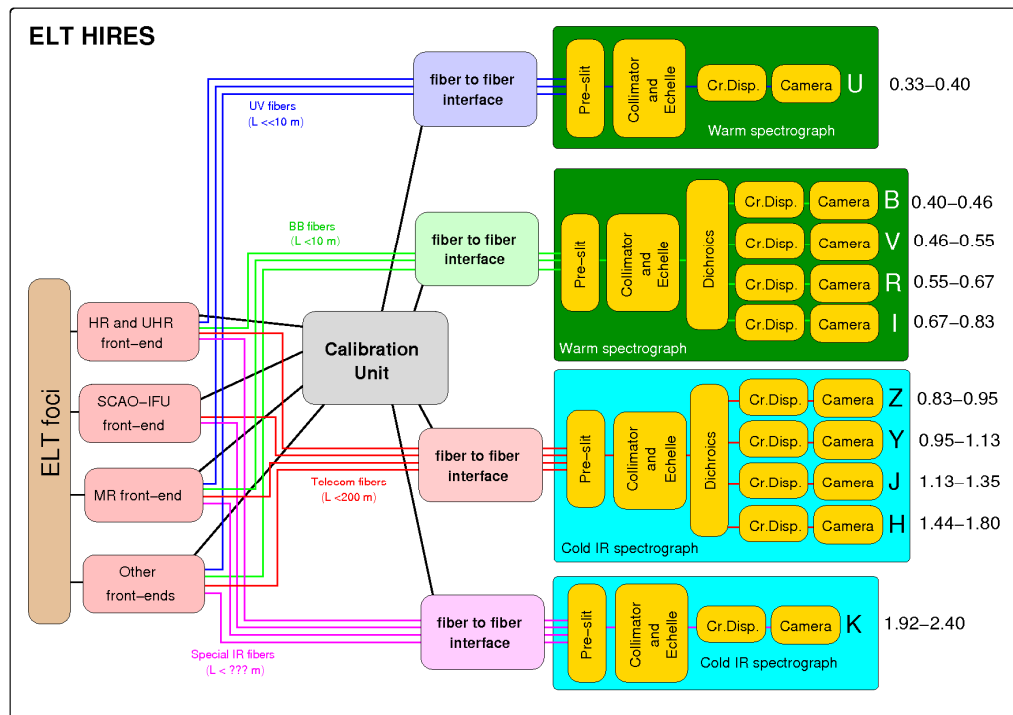 ELT HIRES
ELT foci
HR and UHR
front−end
SCAO−IFU
front−end
MR front−end
Other
front−ends
UV fibers
(L <<10 m)
BB fibers
(L <10 m)
Telecom fibers
(L <200 m)
Special IR fibers
(L < ??? m)
Calibration
Unit
fiber to fiber
interface
Pre−slit
Collimator
and
Echelle
Cr.Disp.
Camera
U
0.33−0.40
Warm spectrograph
fiber to fiber
interface
Pre−slit
Collimator
and
Echelle
Dichroics
Cr.Disp.
Camera
B
0.40−0.46
Cr.Disp.
Camera
V
0.46−0.55
Cr.Disp.
Camera
R
0.55−0.67
Cr.Disp.
Camera
I
0.67−0.83
Warm spectrograph
fiber to fiber
interface
Pre−slit
Collimator
and
Echelle
Dichroics
Cr.Disp.
Camera
Z
0.83−0.95
Cr.Disp.
Camera
Y
0.95−1.13
Cr.Disp.
Camera
J
1.13−1.35
Cr.Disp.
Camera
H
1.44−1.80
Cold IR spectrograph
fiber to fiber
interface
Pre−slit
Collimator
and
Echelle
Cr.Disp.
Camera
K
1.92−2.40
Cold IR spectrograph